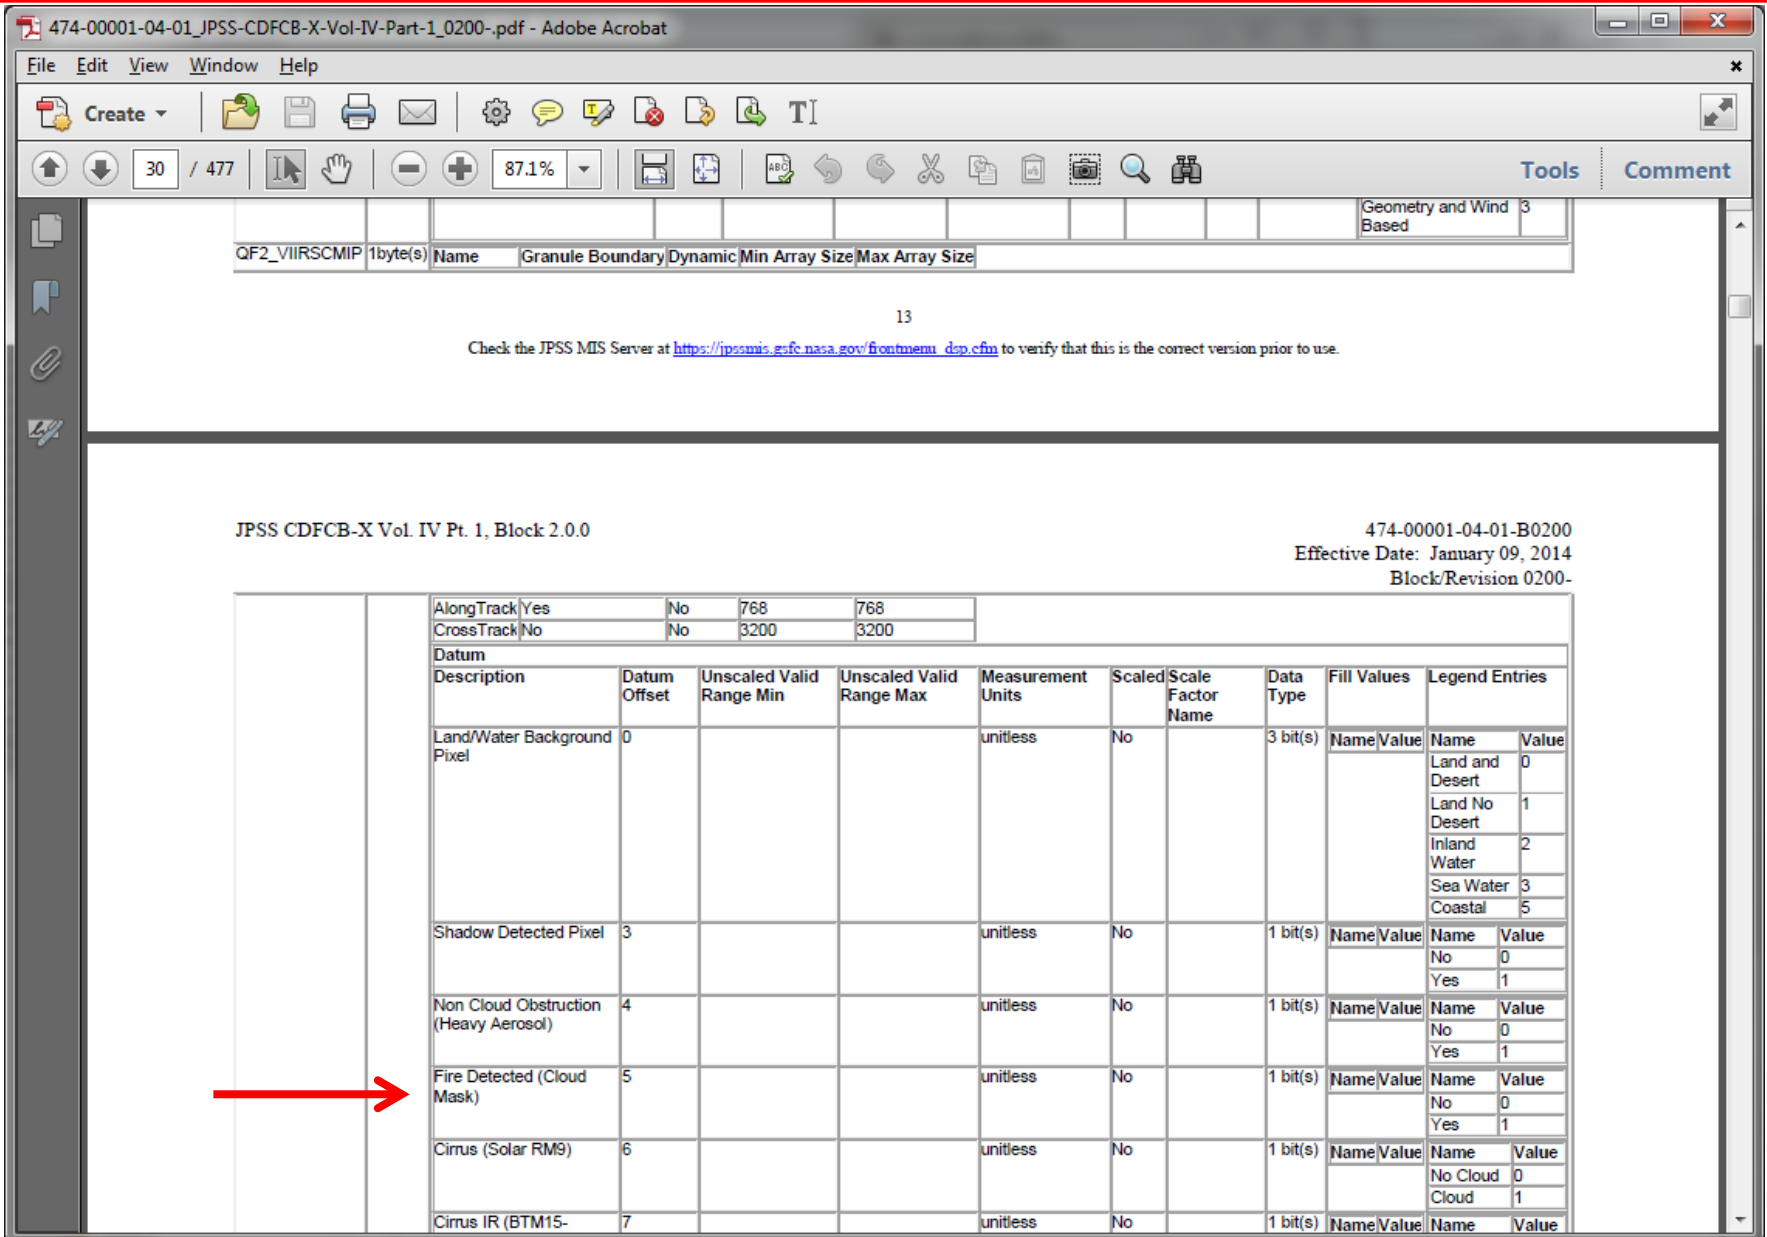 474-00001-04-01_JPSS-CDFCB-X-Vol-IV-Part-1_0200-.pdf - Adobe Acrobat
File Edit View Window Help
Create
30 / 477 87.1% Tools Comment
Geometry and Wind 3
Based
QF2_VIIRSCMIP 1byte(s) Name Granule Boundary Dynamic Min Array Size Max Array Size
13
Check the JPSS MIS Server at https://jpssmis.gsfc.nasa.gov/frontmenu_dsp.cfm to verify that this is the correct version prior to use.
JPSS CDFCB-X Vol. IV Pt. 1, Block 2.0.0 474-00001-04-01-B0200
Effective Date: January 09, 2014
Block/Revision 0200-
AlongTrack Yes No 768 768
CrossTrack No No 3200 3200
Datum
Description Datum Unscaled Valid Unscaled Valid Measurement Scaled Scale Data Fill Values Legend Entries
Offset Range Min Range Max Units Factor Type
Name
Land/Water Background 0 unitless No 3 bit(s) Name Value Name Value
Pixel
Land and 0
Desert
Land No 1
Desert
Inland 2
Water
Sea Water 3
Coastal 5
Shadow Detected Pixel 3 unitless No 1 bit(s) Name Value Name Value
No 0
Yes 1
Non Cloud Obstruction 4 unitless No 1 bit(s) Name Value Name Value
(Heavy Aerosol)
No 0
Yes 1
Fire Detected (Cloud 5 unitless No 1 bit(s) Name Value Name Value
Mask)
No 0
Yes 1
Cirrus (Solar RM9) 6 unitless No 1 bit(s) Name Value Name Value
No Cloud 0
Cloud 1
Cirrus IR (BTM15- 7 unitless No 1 bit(s) Name Value Name Value